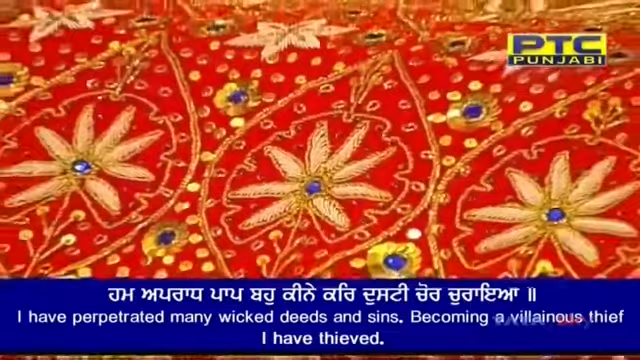 PTC
PUNJABI
ਹਮ ਅਪਰਾਧ ਪਾਪ ਬਹੁ ਕੀਨੇ ਕਰਿ ਦੁਸਟੀ ਚੋਰ ਚੁਰਾਇਆ ॥
I have perpetrated many wicked deeds and sins. Becoming a villainous thief
I have thieved.